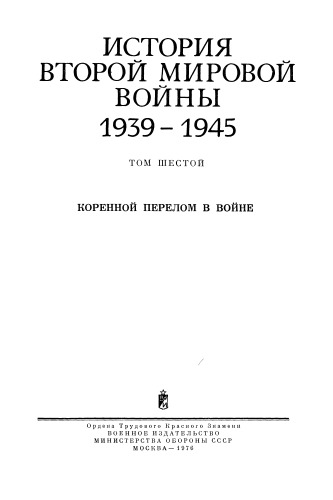 ИСТОРИЯ
ВТОРОЙ МИРОВОЙ
ВОЙНЫ
1939–1945
ТОМ ШЕСТОЙ
КОРЕННОЙ ПЕРЕЛОМ В ВОЙНЕ
Ордена Трудового Красного Знамени
ВОЕННОЕ ИЗДАТЕЛЬСТВО
МИНИСТЕРСТВА ОБОРОНЫ СССР
МОСКВА—1976